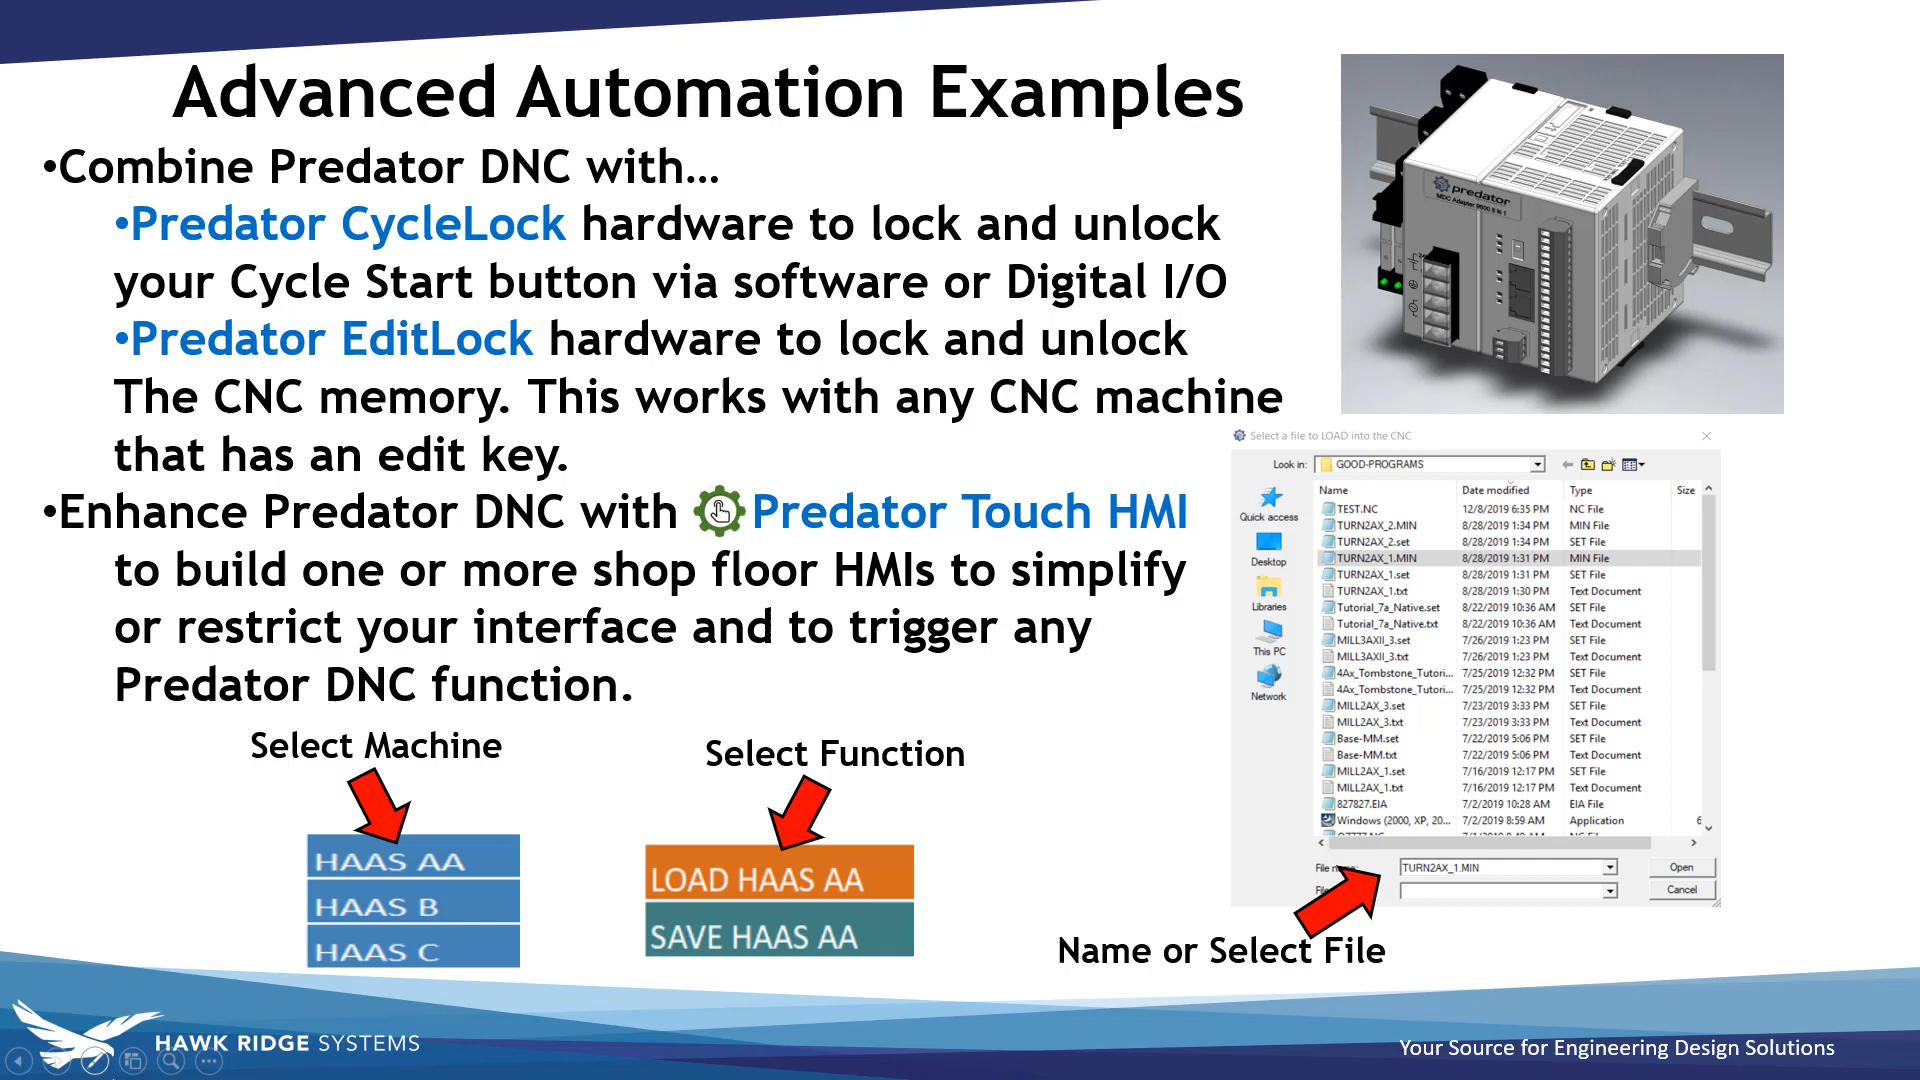 Advanced Automation Examples
•Combine Predator DNC with…
•Predator CycleLock hardware to lock and unlock
your Cycle Start button via software or Digital I/O
•Predator EditLock hardware to lock and unlock
The CNC memory. This works with any CNC machine
that has an edit key.
•Enhance Predator DNC with Predator Touch HMI
to build one or more shop floor HMIs to simplify
or restrict your interface and to trigger any
Predator DNC function.
predator
MDC Adapter 9600 8 N 1
Select a file to LOAD into the CNC
Look in: GOOD-PROGRAMS
Name Date modified Type Size
TEST.NC 12/8/2019 6:35 PM NC File
TURN2AX_2.MIN 8/28/2019 1:34 PM MIN File
TURN2AX_2.set 8/28/2019 1:34 PM SET File
TURN2AX_1.MIN 8/28/2019 1:31 PM MIN File
TURN2AX_1.set 8/28/2019 1:31 PM SET File
TURN2AX_1.txt 8/28/2019 1:30 PM Text Document
Tutorial_7a_Native.set 8/22/2019 10:36 AM SET File
Tutorial_7a_Native.txt 8/22/2019 10:36 AM Text Document
MILL3AXII_3.set 7/26/2019 1:23 PM SET File
MILL3AXII_3.txt 7/26/2019 1:23 PM Text Document
4Ax_Tombstone_Tutori... 7/25/2019 12:32 PM SET File
4Ax_Tombstone_Tutori... 7/25/2019 12:32 PM Text Document
MILL2AX_3.set 7/23/2019 3:33 PM SET File
MILL2AX_3.txt 7/23/2019 3:33 PM Text Document
Base-MM.set 7/22/2019 5:06 PM SET File
Base-MM.txt 7/22/2019 5:06 PM Text Document
MILL2AX_1.set 7/16/2019 12:17 PM SET File
MILL2AX_1.txt 7/16/2019 12:17 PM Text Document
827827.EIA 7/2/2019 10:28 AM EIA File
Windows (2000, XP, 20... 7/2/2019 8:59 AM Application 6
Quick access
Desktop
Libraries
This PC
Network
TURN2AX_1.MIN
Open
Cancel
Select Machine
HAAS AA
HAAS B
HAAS C
Select Function
LOAD HAAS AA
SAVE HAAS AA
Name or Select File
HAWK RIDGE SYSTEMS
Your Source for Engineering Design Solutions